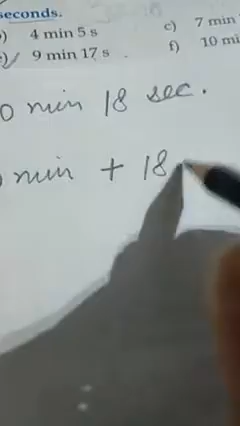 seconds.
) 4 min 5 s c) 7 min
) 9 min 17 s f) 10 mi
0 min 18 sec.
min + 18